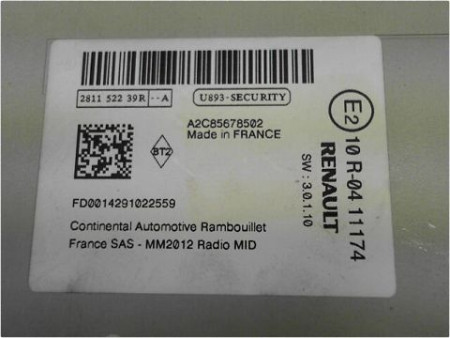 2811 522 39R --A
U893-SECURITY
A2C85678502
Made in FRANCE
BT2
FD0014291022559
Continental Automotive Rambouillet
France SAS - MM2012 Radio MID
E2 10 R-04 11174
RENAULT
SW: 3.0.1.10